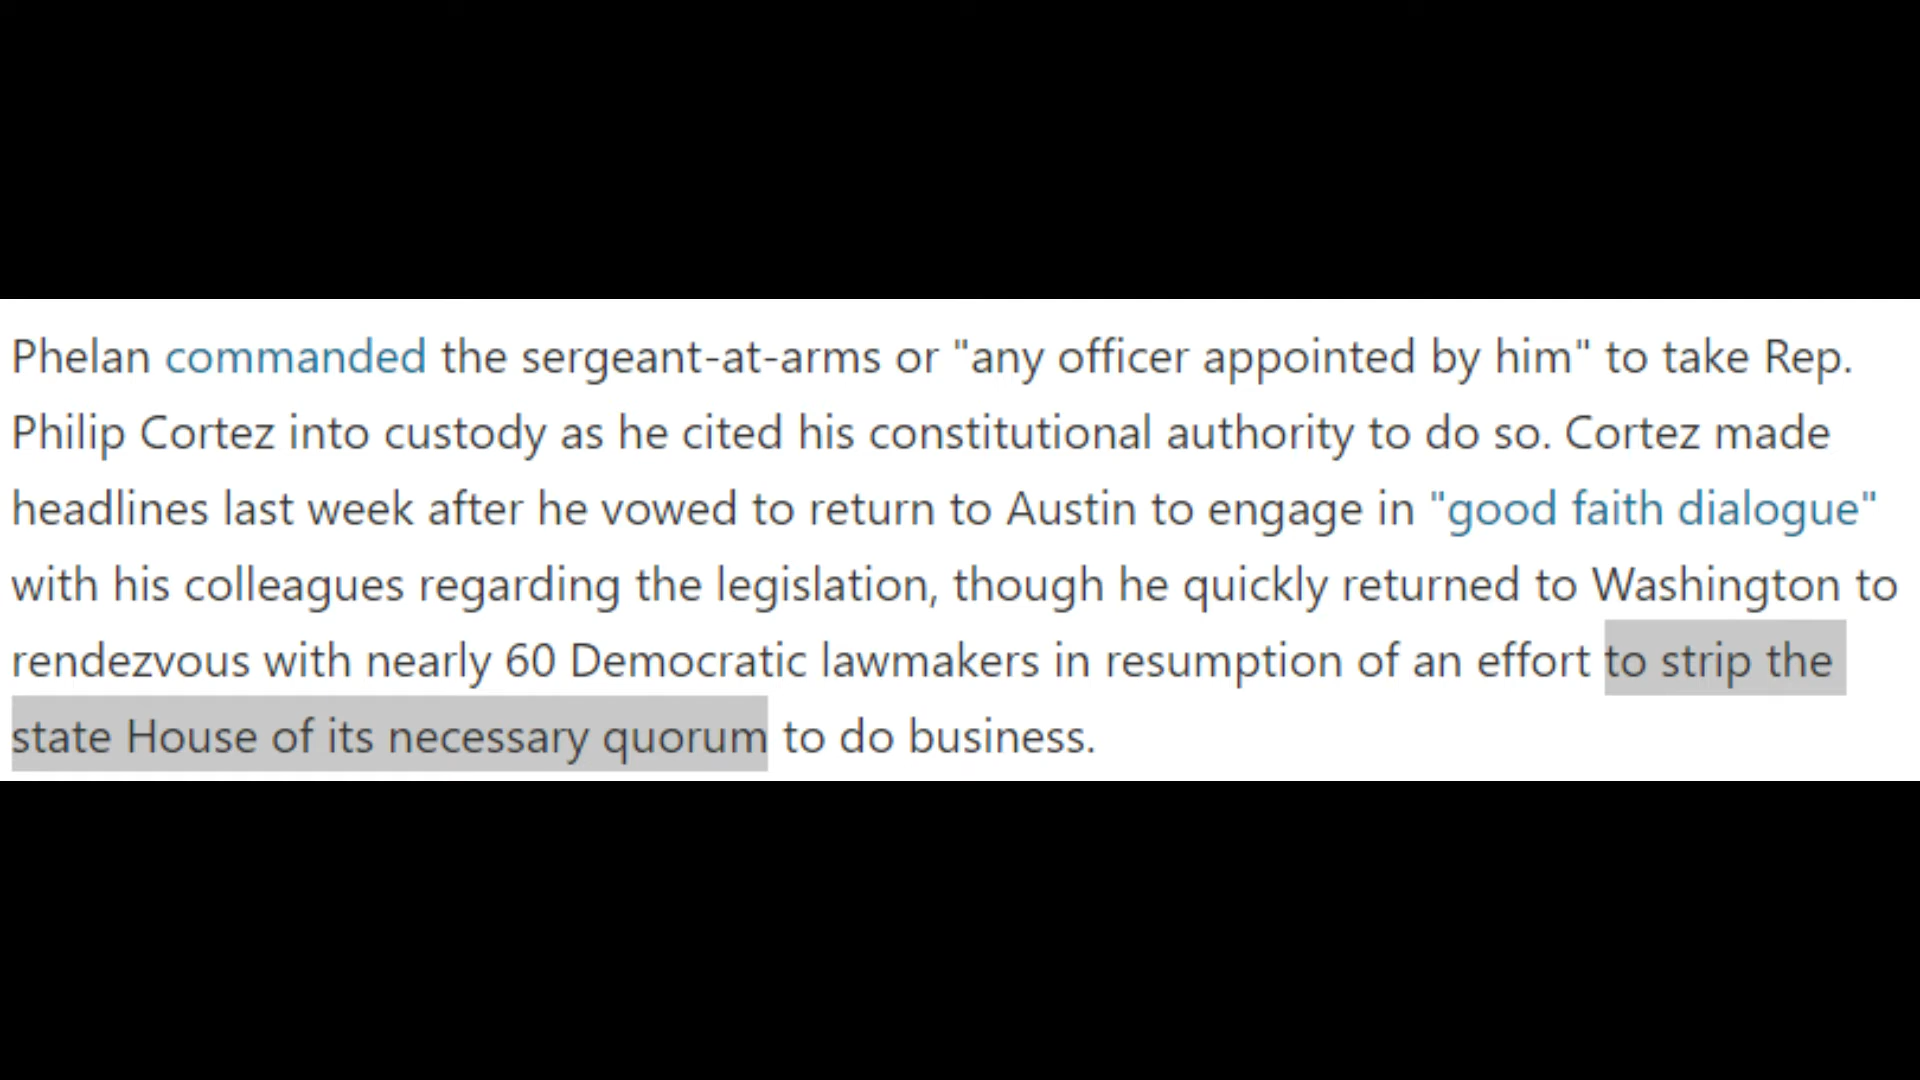 Phelan commanded the sergeant-at-arms or "any officer appointed by him" to take Rep.
Philip Cortez into custody as he cited his constitutional authority to do so. Cortez made
headlines last week after he vowed to return to Austin to engage in "good faith dialogue"
with his colleagues regarding the legislation, though he quickly returned to Washington to
rendezvous with nearly 60 Democratic lawmakers in resumption of an effort to strip the
state House of its necessary quorum to do business.